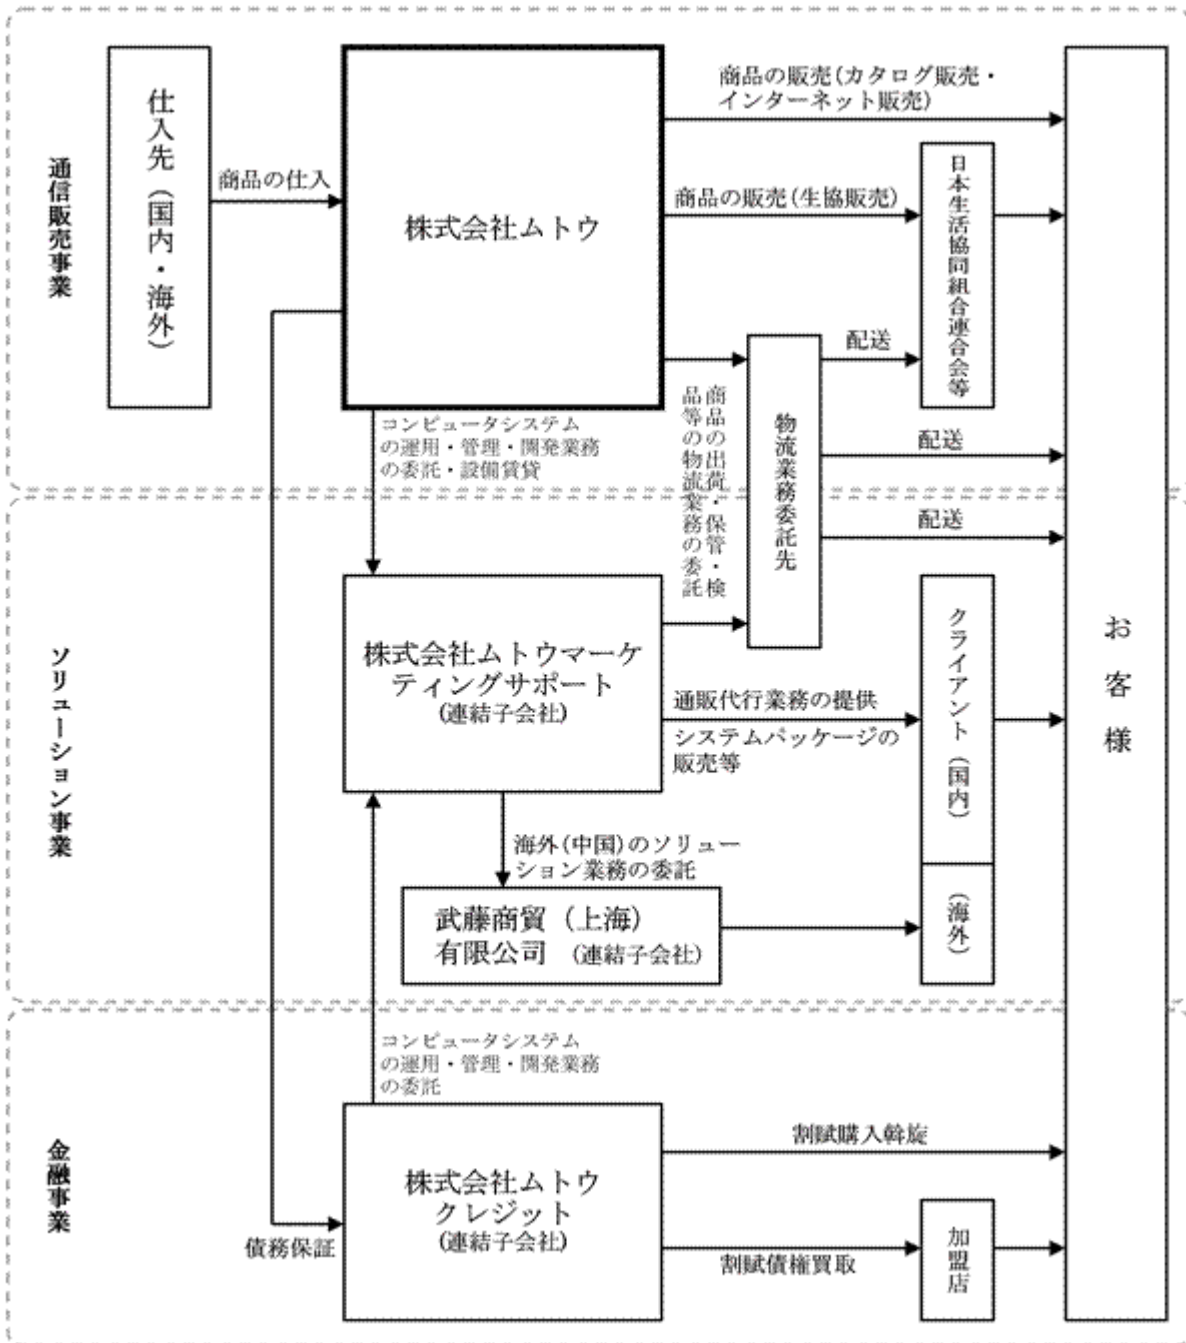 通信販売事業
仕入先（国内・海外）
商品の仕入
株式会社ムトウ
商品の販売(カタログ販売・
インターネット販売)
商品の販売(生協販売)
日本生活協同組合連合会等
配送
物流業務委託先
商品の出荷・保管・検
品等の物流業務の委託
配送
配送
コンピュータシステム
の運用・管理・開発業務
の委託・設備賃貸
お客様
ソリューション事業
株式会社ムトウマーケ
ティングサポート
(連結子会社)
通販代行業務の提供
システムパッケージの
販売等
クライアント（国内）
（海外）
海外(中国)のソリュー
ション業務の委託
武藤商貿（上海）
有限公司 (連結子会社)
金融事業
コンピュータシステム
の運用・管理・開発業務
の委託
株式会社ムトウ
クレジット
(連結子会社)
債務保証
割賦購入斡旋
割賦債権買取
加盟店